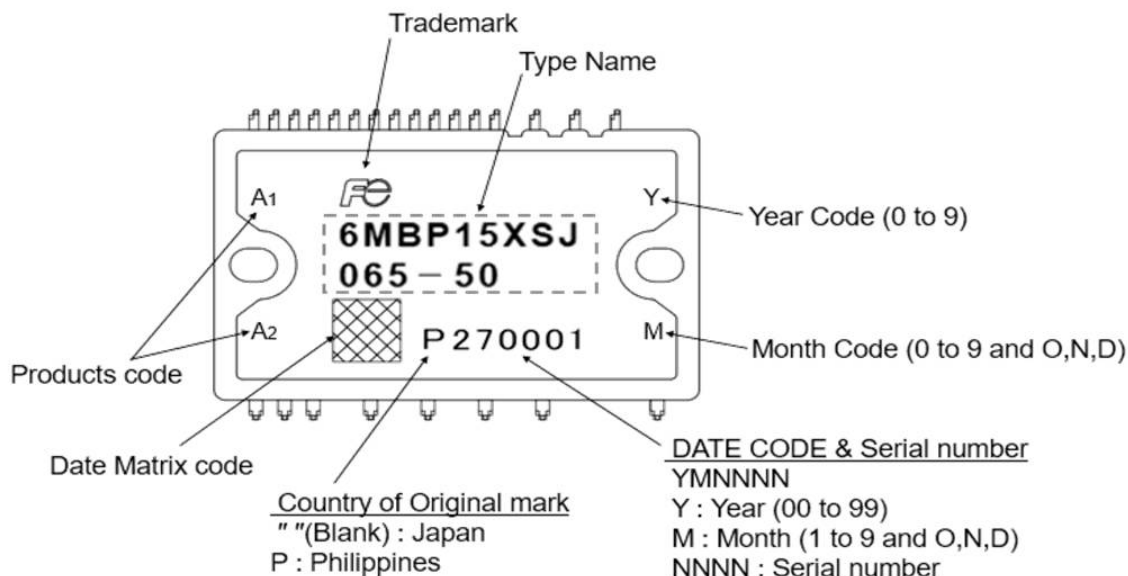 Trademark
Type Name
A1
Fe
Y
Year Code (0 to 9)
6MBP15XSJ
065-50
A2
P270001
M
Month Code (0 to 9 and O,N,D)
Products code
Date Matrix code
DATE CODE & Serial number
YMNNNN
Country of Original mark
Y : Year (00 to 99)
" "(Blank) : Japan
M : Month (1 to 9 and O,N,D)
P : Philippines
NNNN : Serial number